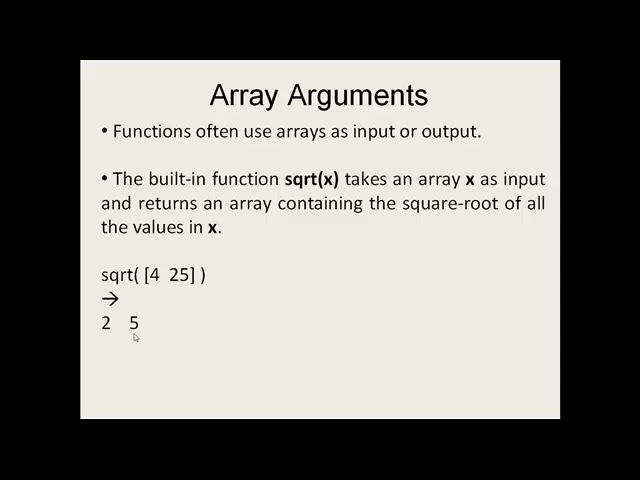 Array Arguments
• Functions often use arrays as input or output.
• The built-in function sqrt(x) takes an array x as input
and returns an array containing the square-root of all
the values in x.
sqrt( [4 25] )
→
2 5